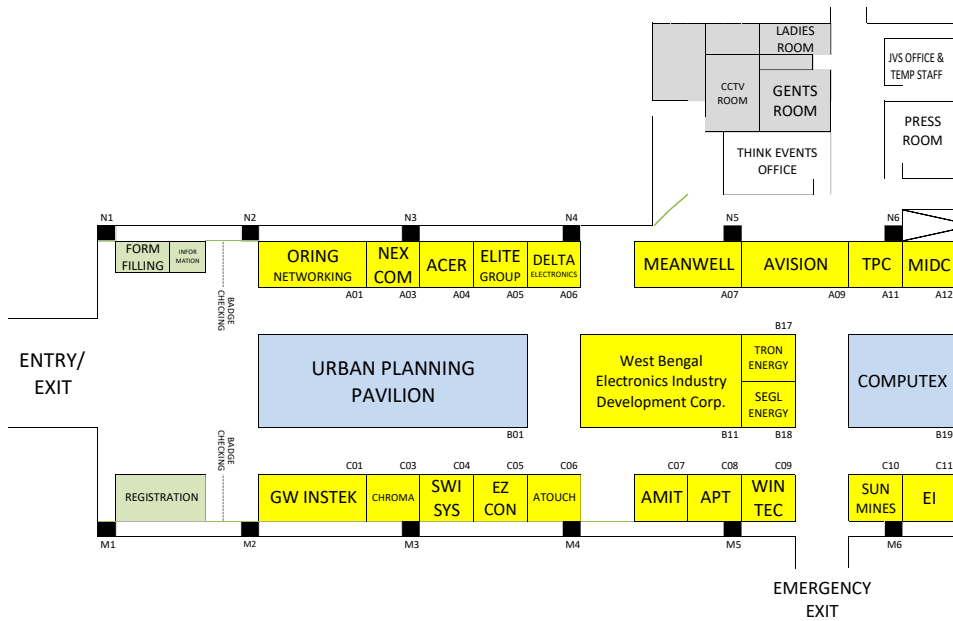 LADIES
ROOM
JVS OFFICE &
TEMP STAFF
CCTV
ROOM
GENTS
ROOM
PRESS
ROOM
THINK EVENTS
OFFICE
N1
N2
N3
N4
N5
N6
FORM
FILLING
INFOR
MATION
ORING
NETWORKING
NEX
COM
ACER
ELITE
GROUP
DELTA
ELECTRONICS
MEANWELL
AVISION
TPC
MIDC
A01
A03
A04
A05
A06
A07
A09
A11
A12
BADGE
CHECKING
B17
ENTRY/
EXIT
URBAN PLANNING
PAVILION
West Bengal
Electronics Industry
Development Corp.
TRON
ENERGY
SEGL
ENERGY
COMPUTEX
B01
B11
B18
B19
BADGE
CHECKING
C01
C03
C04
C05
C06
C07
C08
C09
C10
C11
REGISTRATION
GW INSTEK
CHROMA
SWI
SYS
EZ
CON
ATOUCH
AMIT
APT
WIN
TEC
SUN
MINES
EI
M1
M2
M3
M4
M5
M6
EMERGENCY
EXIT